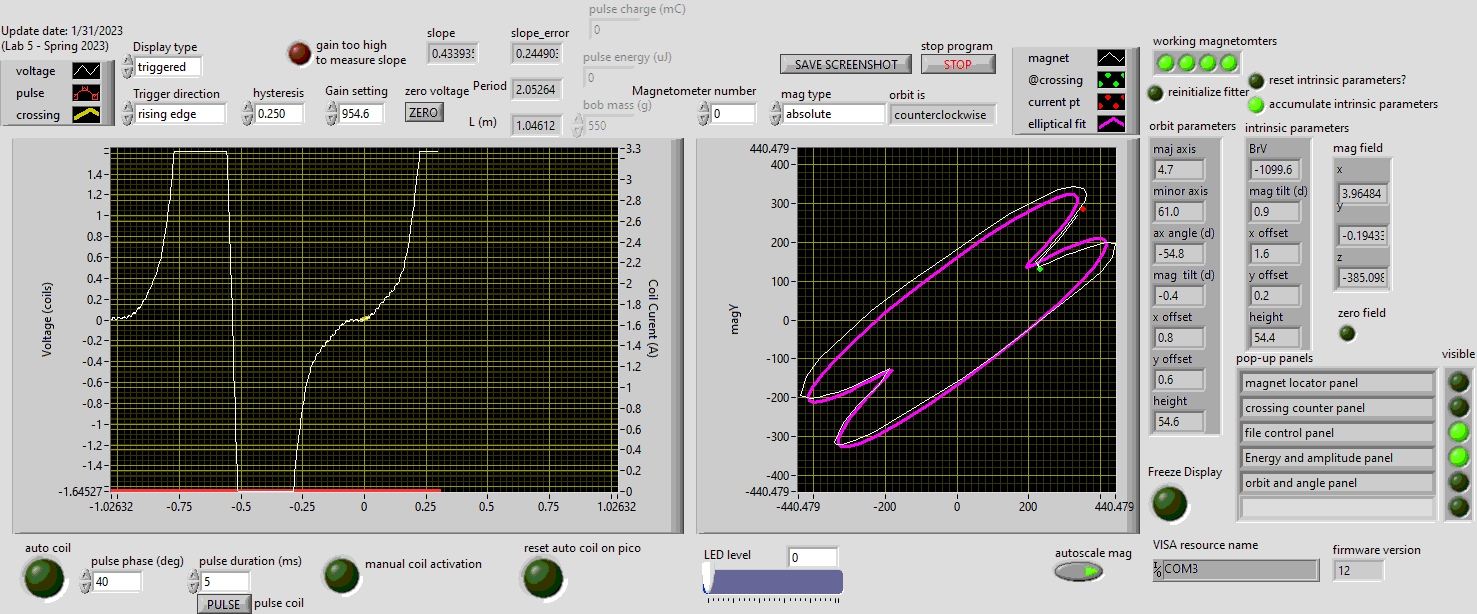 pulse charge (mC)
0
Update date: 1/31/2023
(Lab 5 - Spring 2023)
Display type
triggered
gain too high
to measure slope
slope
0.43393
slope_error
0.24490
pulse energy (uJ)
0
voltage
pulse
crossing
Trigger direction
rising edge
hysteresis
0.250
Gain setting
954.6
zero voltage
ZERO
Period
2.05264
L (m)
1.04612
bob mass (g)
550
SAVE SCREENSHOT
stop program
STOP
Magnetometer number
0
mag type
absolute
orbit is
counterclockwise
magnet
@crossing
current pt
elliptical fit
working magnetomters
reinitialize fitter
reset intrinsic parameters?
accumulate intrinsic parameters
Voltage (coils)
1.4
1
0.8
0.6
0.4
0.2
0
-0.2
-0.4
-0.6
-0.8
-1
-1.2
-1.4
-1.64527
-1.02632
-0.75
-0.5
-0.25
0
0.25
0.5
0.75
1.02632
3.3
3
2.8
2.6
2.4
2.2
2
1.8
1.6
1.4
1.2
1
0.8
0.6
0.4
0.2
0
Coil Curent (A)
magy
440.479
400
300
200
100
0
-100
-200
-300
-400
-440.479
-440.479
-200
0
200
440.479
orbit parameters
maj axis
4.7
minor axis
61.0
ax angle (d)
-54.8
mag tilt (d)
-0.4
x offset
0.8
y offset
0.6
height
54.6
intrinsic parameters
BrV
-1099.6
mag tilt (d)
0.9
x offset
1.6
y offset
0.2
height
54.4
mag field
x
3.96484
y
-0.1943
z
-385.098
zero field
pop-up panels
visible
magnet locator panel
crossing counter panel
file control panel
Energy and amplitude panel
orbit and angle panel
Freeze Display
auto coil
pulse phase (deg)
40
pulse duration (ms)
5
PULSE
pulse coil
manual coil activation
reset auto coil on pico
LED level
0
autoscale mag
VISA resource name
COM3
firmware version
12